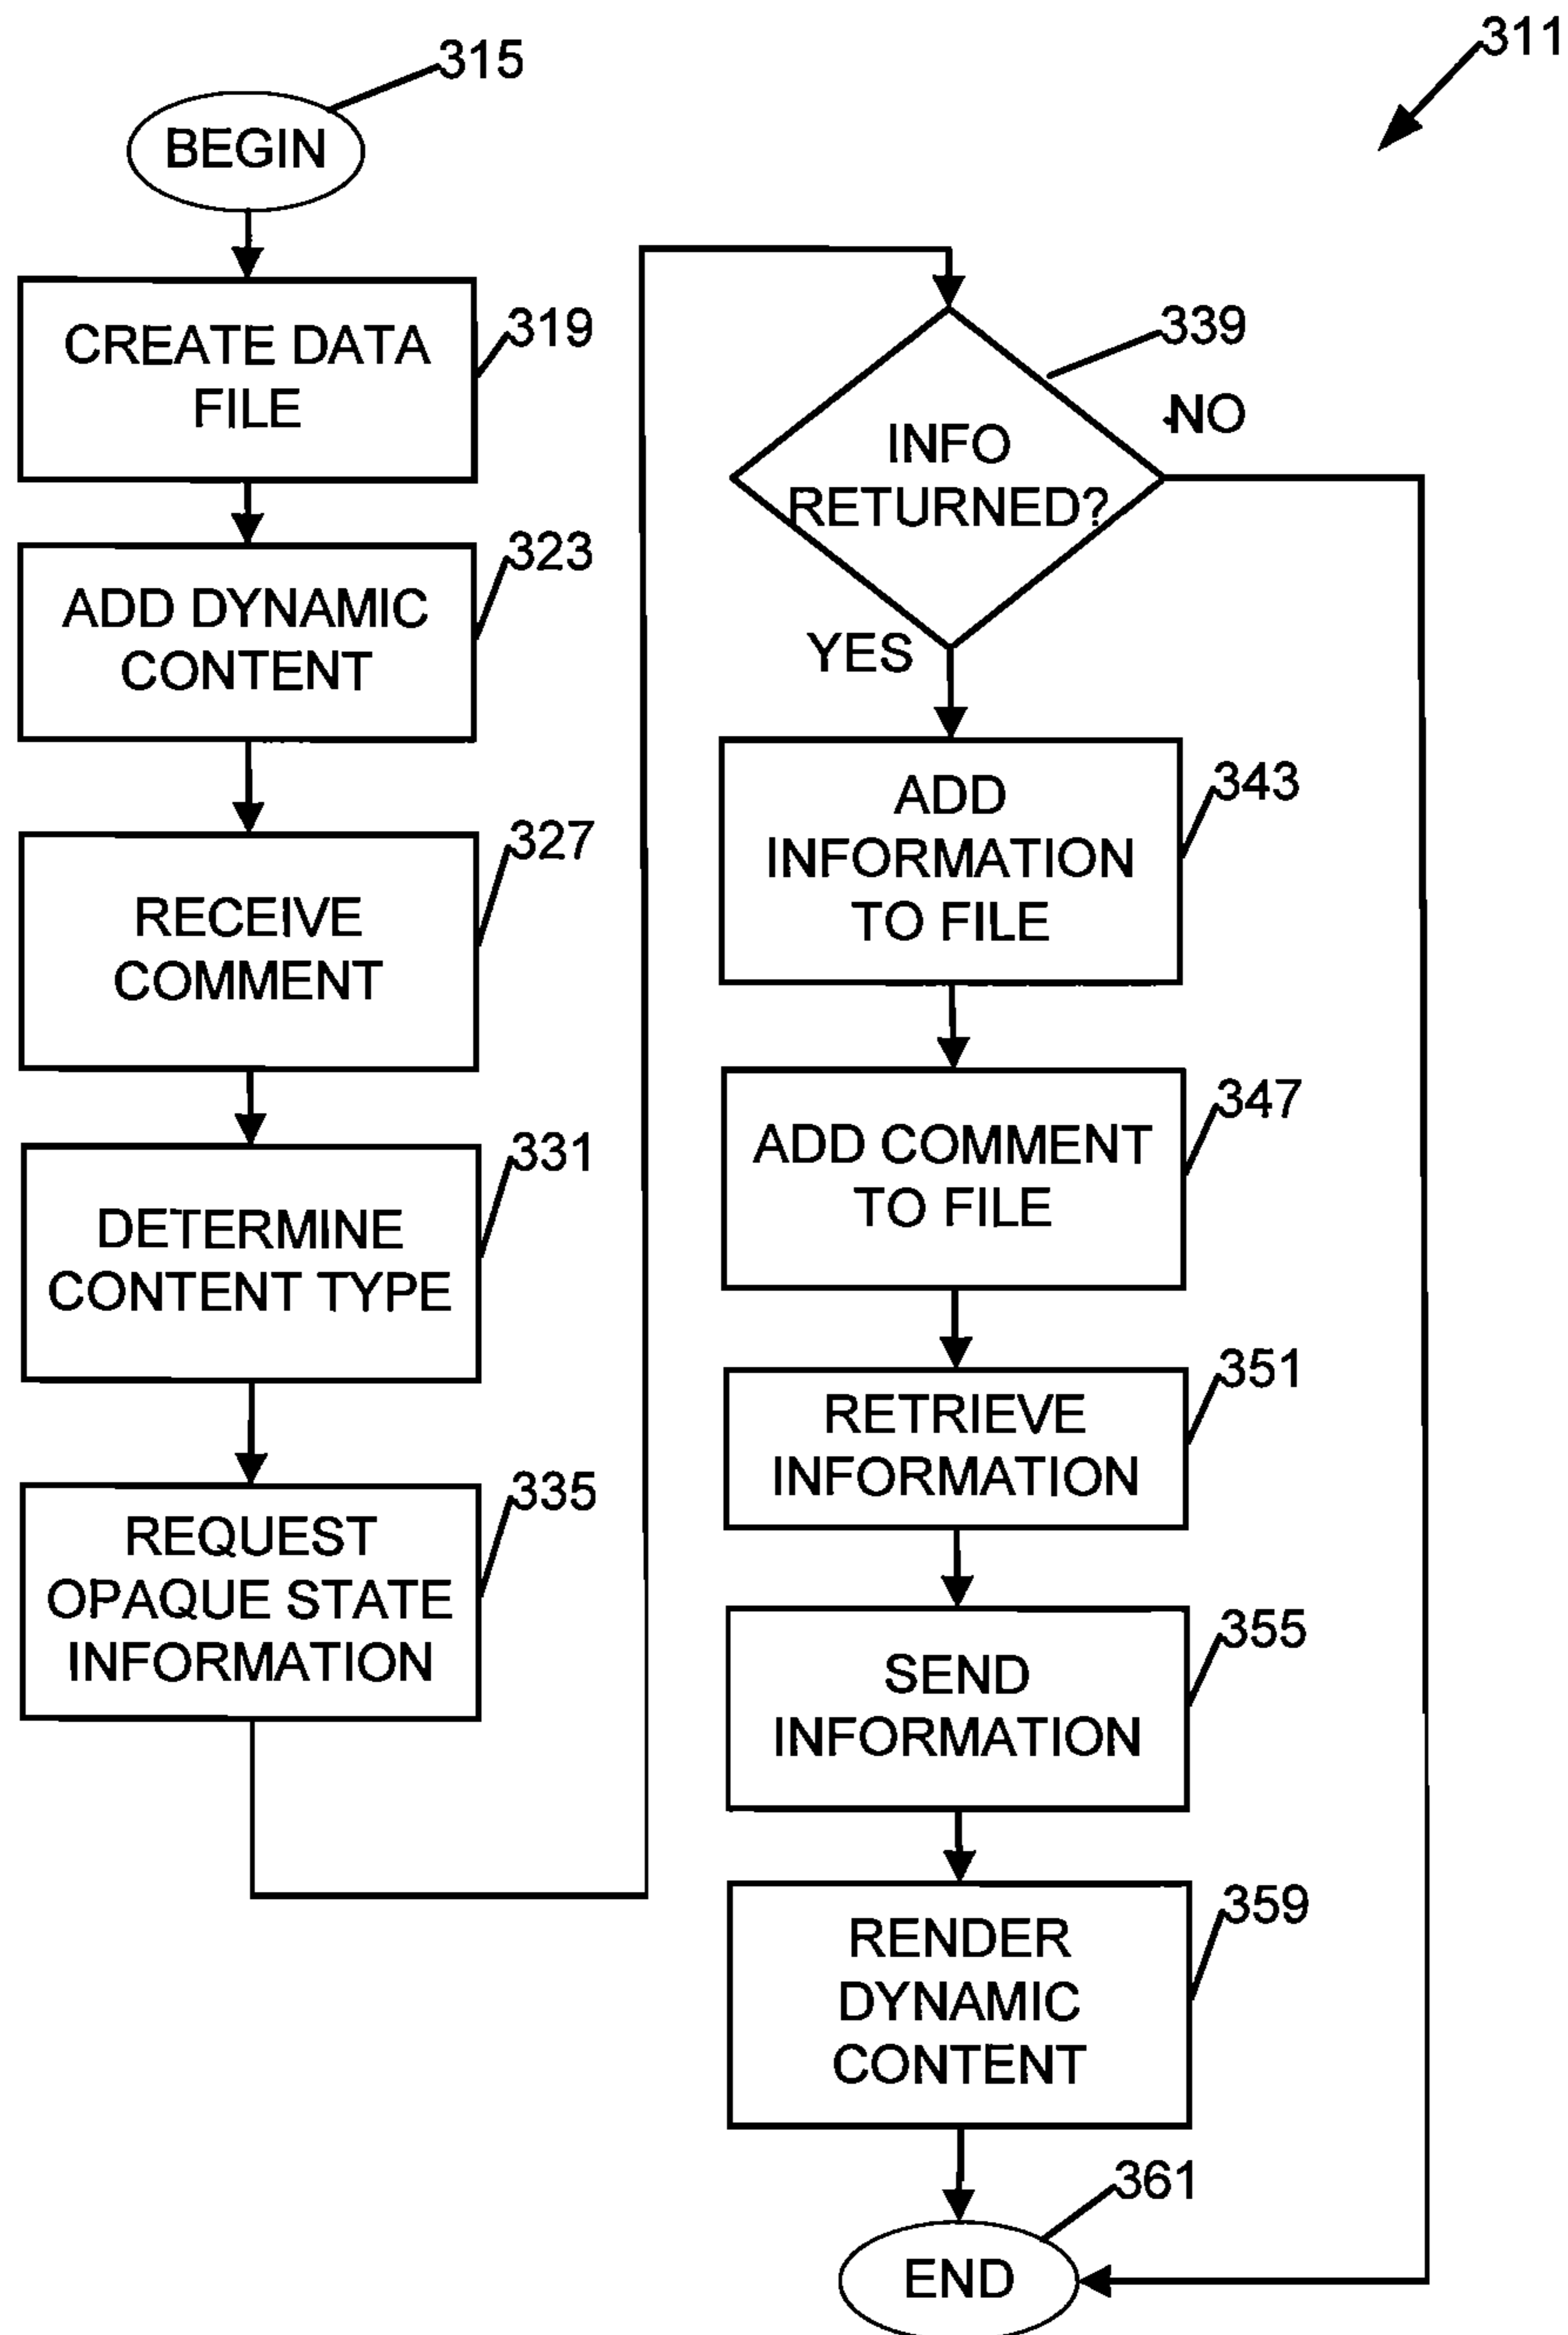 311
315
BEGIN
CREATE DATA
FILE
319
ADD DYNAMIC
CONTENT
323
RECEIVE
COMMENT
327
DETERMINE
CONTENT TYPE
331
REQUEST
OPAQUE STATE
INFORMATION
335
339
INFO
RETURNED?
NO
YES
ADD
INFORMATION
TO FILE
343
ADD COMMENT
TO FILE
347
RETRIEVE
INFORMATION
351
SEND
INFORMATION
355
RENDER
DYNAMIC
CONTENT
359
361
END